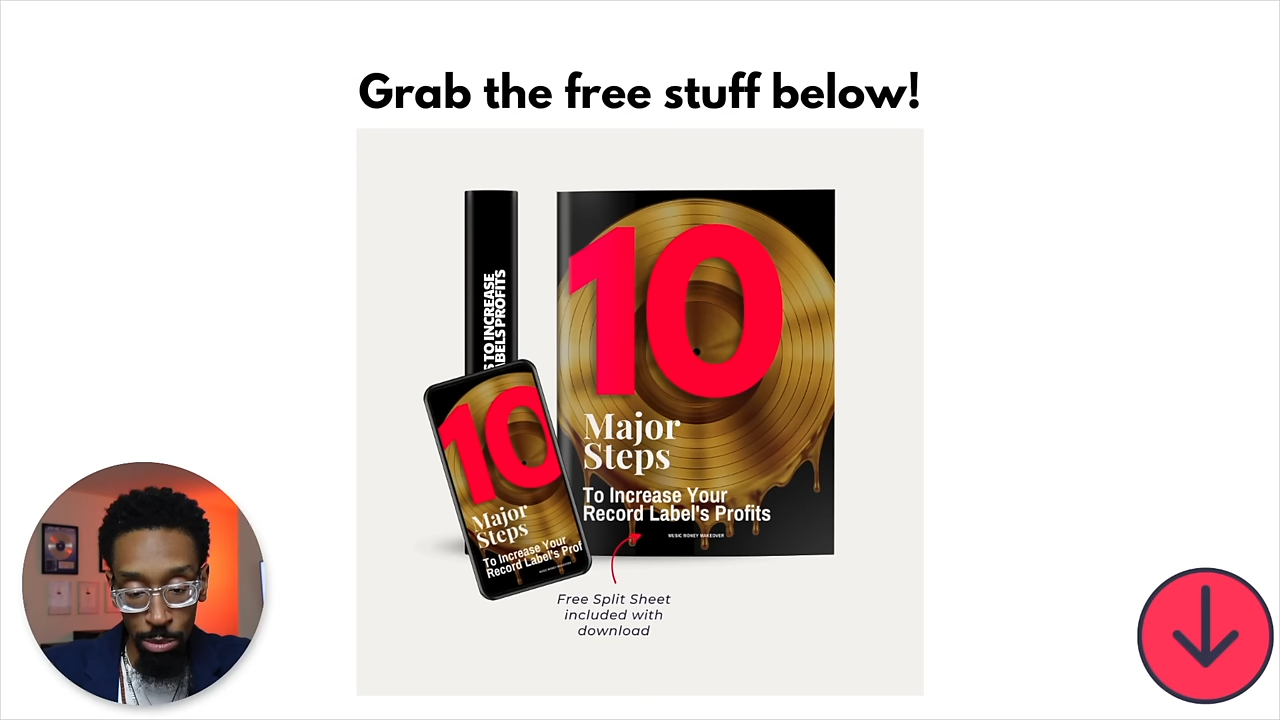 Grab the free stuff below!
S TO INCREASE
ABELS PROFITS
10
Major
Steps
To Increase Your
Record Label's Profits
MUSIC MONEY MAKEOVER
10
Major
Steps
To Increase Your
Record Label's Prof
Free Split Sheet
included with
download